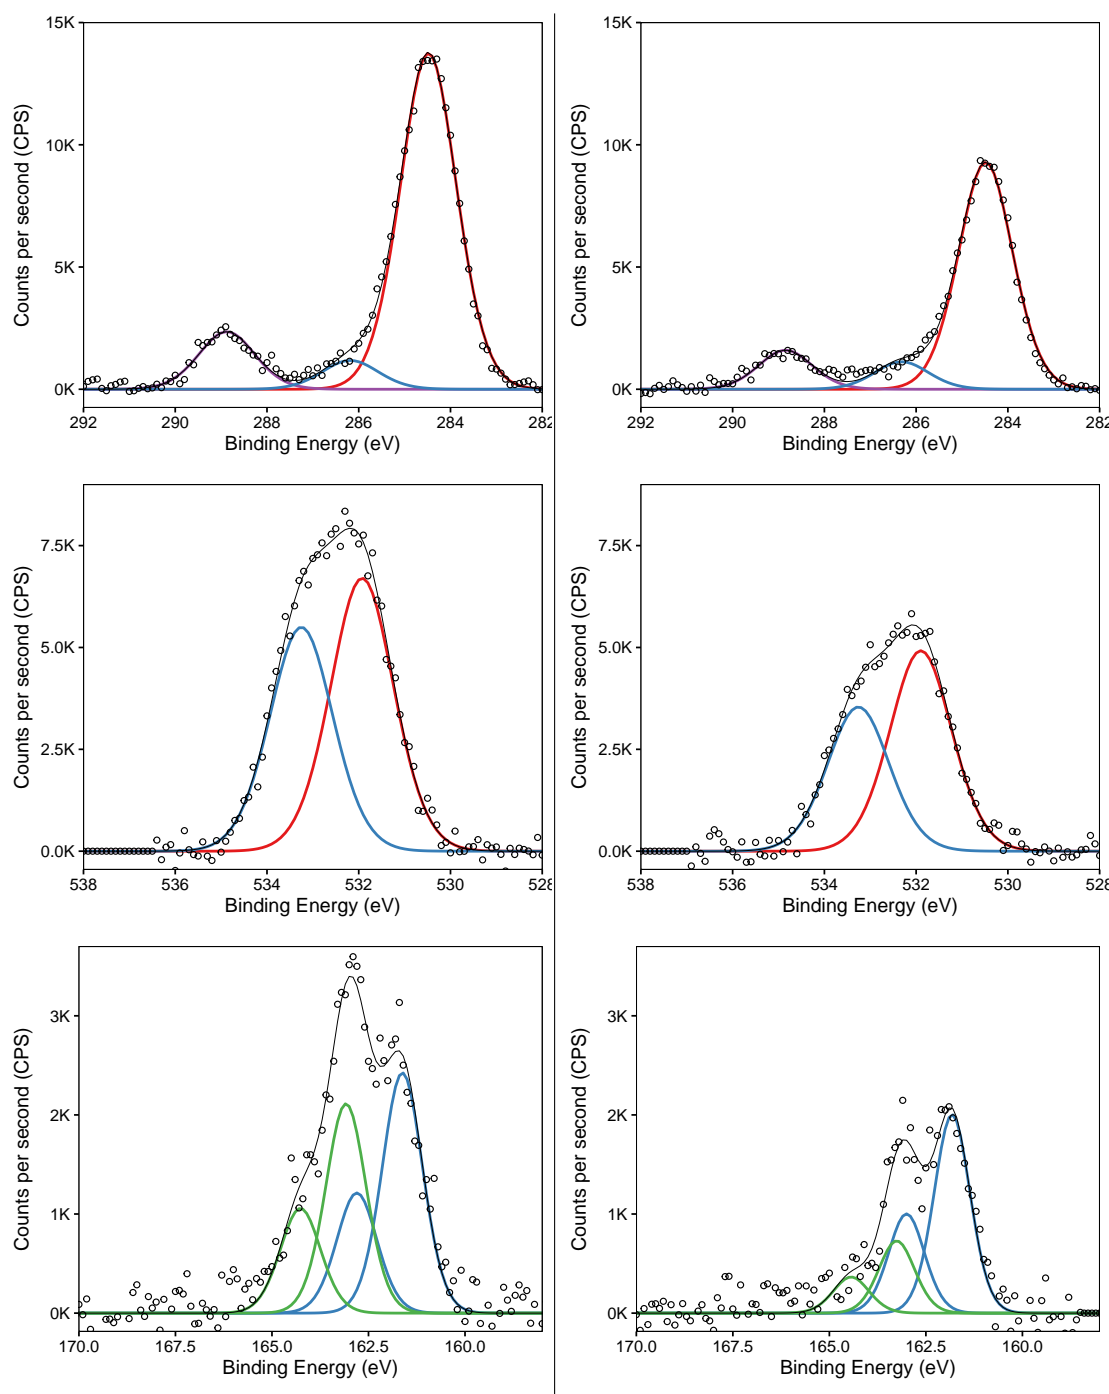 15K
10K
5K
0K
292 290 288 286 284 282
Binding Energy (eV)
Counts per second (CPS)
15K
10K
5K
0K
292 290 288 286 284 282
Binding Energy (eV)
Counts per second (CPS)
7.5K
5.0K
2.5K
0.0K
538 536 534 532 530 528
Binding Energy (eV)
Counts per second (CPS)
7.5K
5.0K
2.5K
0.0K
538 536 534 532 530 528
Binding Energy (eV)
Counts per second (CPS)
3K
2K
1K
0K
170.0 167.5 165.0 162.5 160.0
Binding Energy (eV)
Counts per second (CPS)
3K
2K
1K
0K
170.0 167.5 165.0 162.5 160.0
Binding Energy (eV)
Counts per second (CPS)